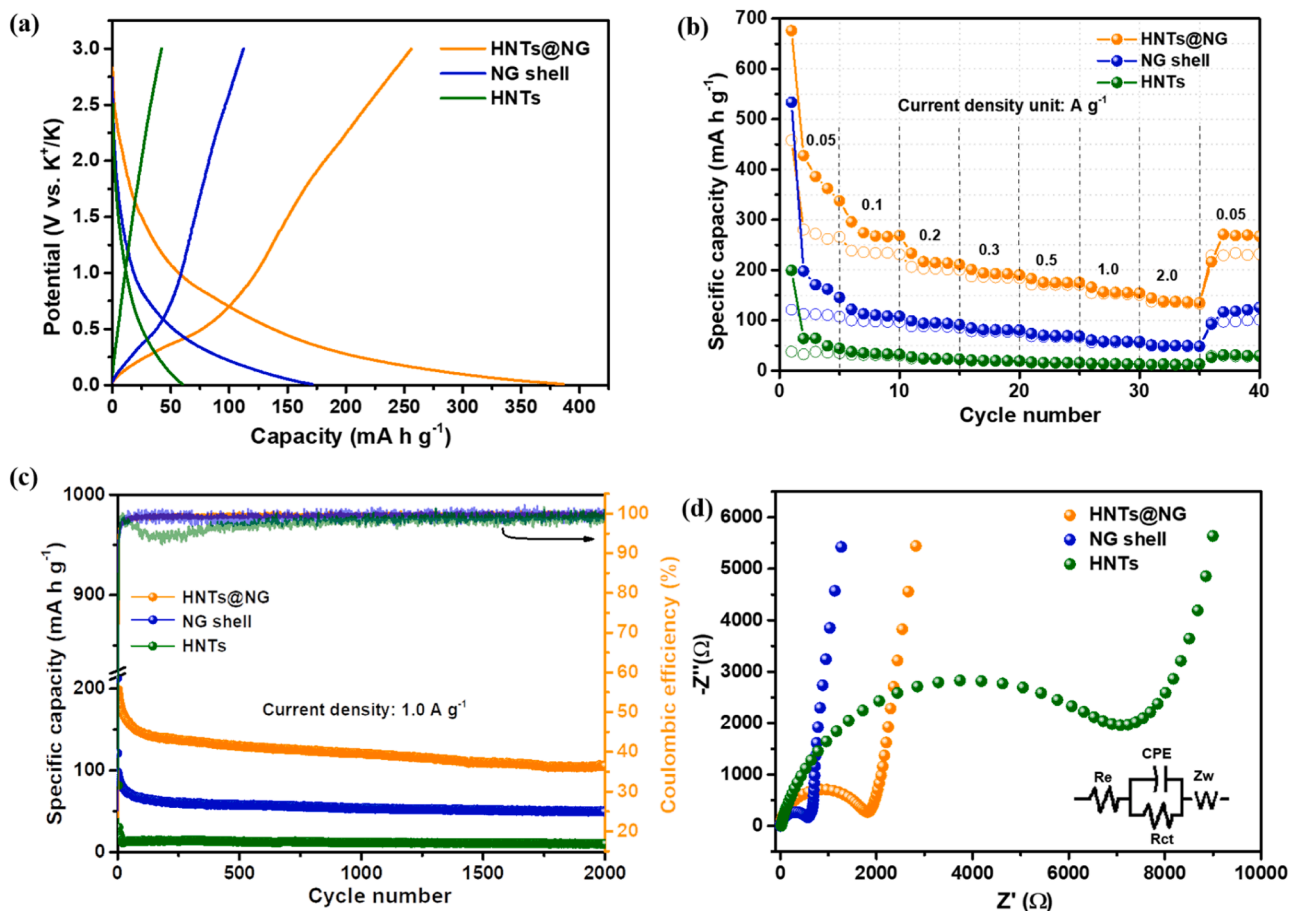 (a)
HNTs@NG
NG shell
HNTs
Potential (V vs. K⁺/K)
3.0
2.5
2.0
1.5
1.0
0.5
0.0
0 50 100 150 200 250 300 350 400
Capacity (mA h g⁻¹)
(b)
HNTs@NG
NG shell
HNTs
Current density unit: A g⁻¹
Specific capacity (mA h g⁻¹)
700
600
500
400
300
200
100
0
0.05
0.1
0.2
0.3
0.5
1.0
2.0
0.05
0 5 10 15 20 25 30 35 40
Cycle number
(c)
Specific capacity (mA h g⁻¹)
1000
900
200
100
0
HNTs@NG
NG shell
HNTs
Current density: 1.0 A g⁻¹
Coulombic efficiency (%)
100
90
80
70
60
50
40
30
20
0 500 1000 1500 2000
Cycle number
(d)
HNTs@NG
NG shell
HNTs
-Z''(Ω)
6000
5000
4000
3000
2000
1000
0
CPE
Re
Zw
Rct
0 2000 4000 6000 8000 10000
Z' (Ω)